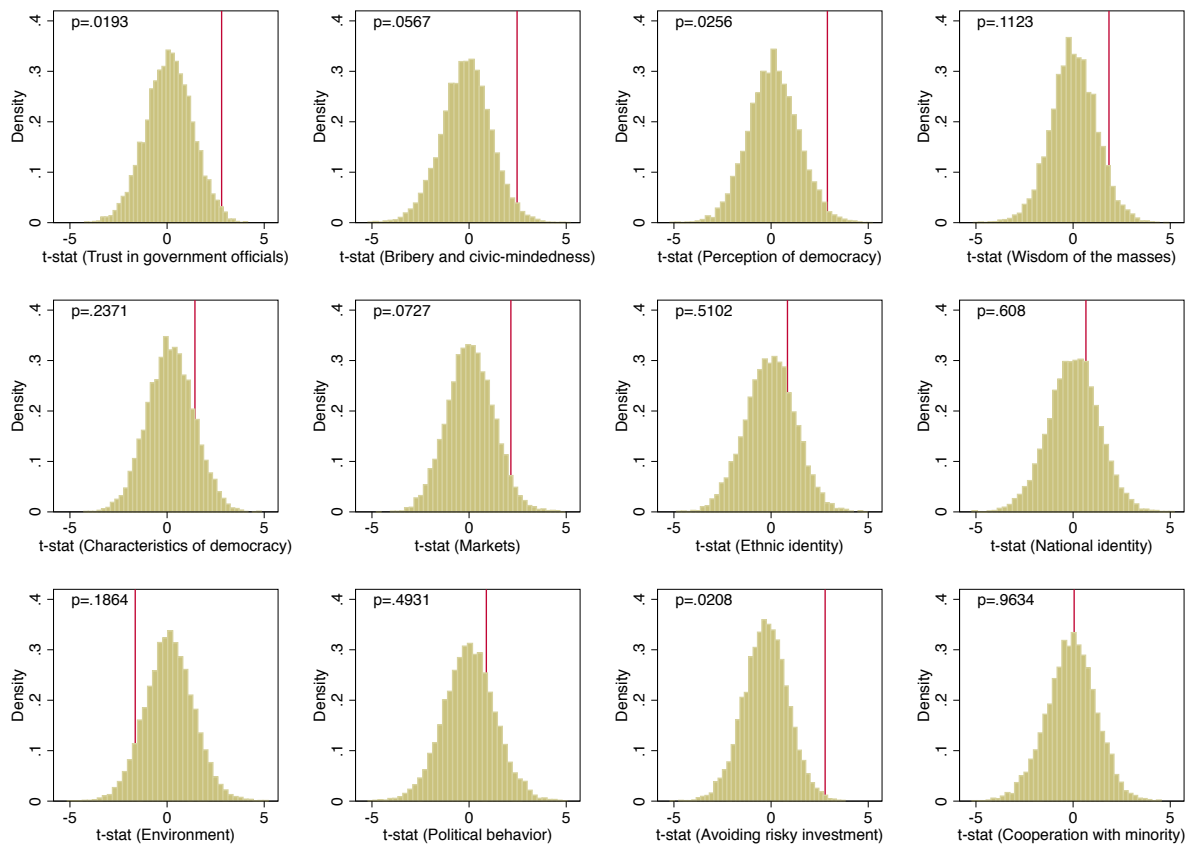 p=.0193
Density
0 .1 .2 .3 .4
-5 0 5
t-stat (Trust in government officials)
p=.0567
Density
0 .1 .2 .3 .4
-5 0 5
t-stat (Bribery and civic-mindedness)
p=.0256
Density
0 .1 .2 .3 .4
-5 0 5
t-stat (Perception of democracy)
p=.1123
Density
0 .1 .2 .3 .4
-5 0 5
t-stat (Wisdom of the masses)
p=.2371
Density
0 .1 .2 .3 .4
-5 0 5
t-stat (Characteristics of democracy)
p=.0727
Density
0 .1 .2 .3 .4
-5 0 5
t-stat (Markets)
p=.5102
Density
0 .1 .2 .3 .4
-5 0 5
t-stat (Ethnic identity)
p=.608
Density
0 .1 .2 .3 .4
-5 0 5
t-stat (National identity)
p=.1864
Density
0 .1 .2 .3 .4
-5 0 5
t-stat (Environment)
p=.4931
Density
0 .1 .2 .3 .4
-5 0 5
t-stat (Political behavior)
p=.0208
Density
0 .1 .2 .3 .4
-5 0 5
t-stat (Avoiding risky investment)
p=.9634
Density
0 .1 .2 .3 .4
-5 0 5
t-stat (Cooperation with minority)